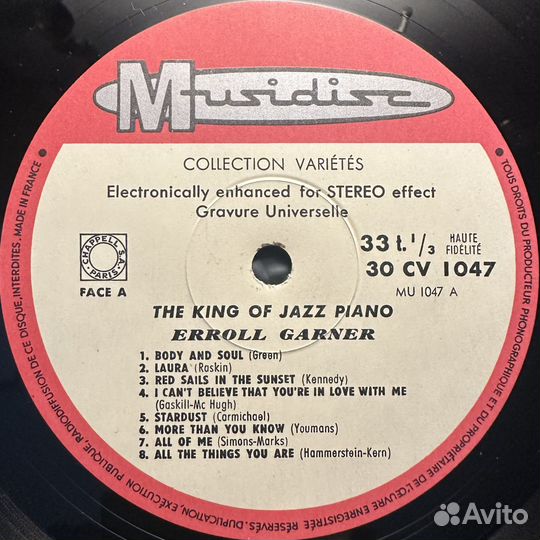 Musidisc
COLLECTION VARIÉTÉS
Electronically enhanced for STEREO effect
Gravure Universelle
CHAPPELL S.A.
PARIS
FACE A
33 t. 1/3 HAUTE FIDÉLITÉ
30 CV 1047
MU 1047 A
THE KING OF JAZZ PIANO
ERROLL GARNER
1. BODY AND SOUL (Green)
2. LAURA (Raskin)
3. RED SAILS IN THE SUNSET (Kennedy)
4. I CAN'T BELIEVE THAT YOU'RE IN LOVE WITH ME
(Gaskill-Mc Hugh)
5. STARDUST (Carmichael)
6. MORE THAN YOU KNOW (Youmans)
7. ALL OF ME (Simons-Marks)
8. ALL THE THINGS YOU ARE (Hammerstein-Kern)
• TOUS DROITS DU PRODUCTEUR PHONOGRAPHIQUE ET DU PROPRIÉTAIRE DE L'ŒUVRE ENREGISTRÉE RÉSERVÉS. DUPLICATION, EXÉCUTION PUBLIQUE, RADIODIFFUSION DE CE DISQUE, INTERDITES. MADE IN FRANCE •
Avito